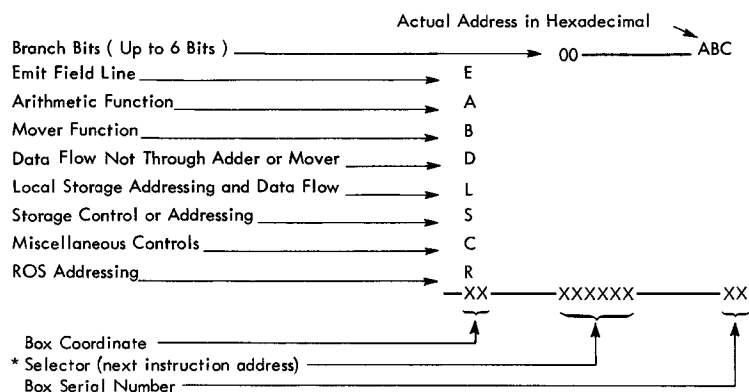 Actual Address in Hexadecimal
Branch Bits ( Up to 6 Bits ) 00 ABC
Emit Field Line E
Arithmetic Function A
Mover Function B
Data Flow Not Through Adder or Mover D
Local Storage Addressing and Data Flow L
Storage Control or Addressing S
Miscellaneous Controls C
ROS Addressing R
XX XXXXXX XX
Box Coordinate
* Selector (next instruction address)
Box Serial Number